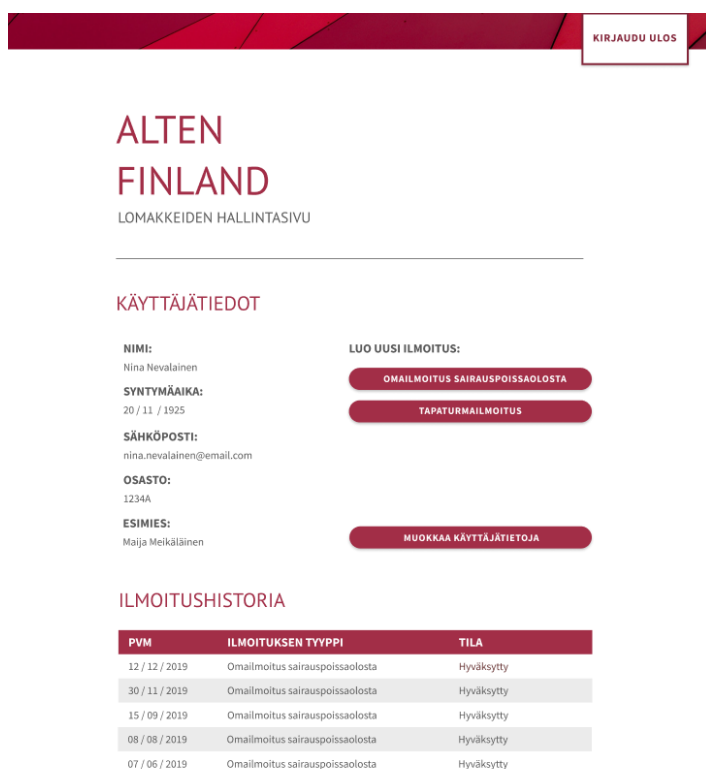 KIRJAUDU ULOS
ALTEN
FINLAND
LOMAKKEIDEN HALLINTASIVU
KÄYTTÄJÄTIEDOT
NIMI:
Nina Nevalainen
SYNTYMÄAIKA:
20 / 11 / 1925
SÄHKÖPOSTI:
nina.nevalainen@email.com
OSASTO:
1234A
ESIMIES:
Maija Meikäläinen
LUO UUSI ILMOITUS:
OMAILMOITUS SAIRAUSPOISSAOLOSTA
TAPATURMAILMOITUS
MUOKKAA KÄYTTÄJÄTIETOJA
ILMOITUSHISTORIA
PVM ILMOITUKSEN TYYPPI TILA
12 / 12 / 2019 Omailmoitus sairauspoissaolosta Hyväksytty
30 / 11 / 2019 Omailmoitus sairauspoissaolosta Hyväksytty
15 / 09 / 2019 Omailmoitus sairauspoissaolosta Hyväksytty
08 / 08 / 2019 Omailmoitus sairauspoissaolosta Hyväksytty
07 / 06 / 2019 Omailmoitus sairauspoissaolosta Hyväksytty